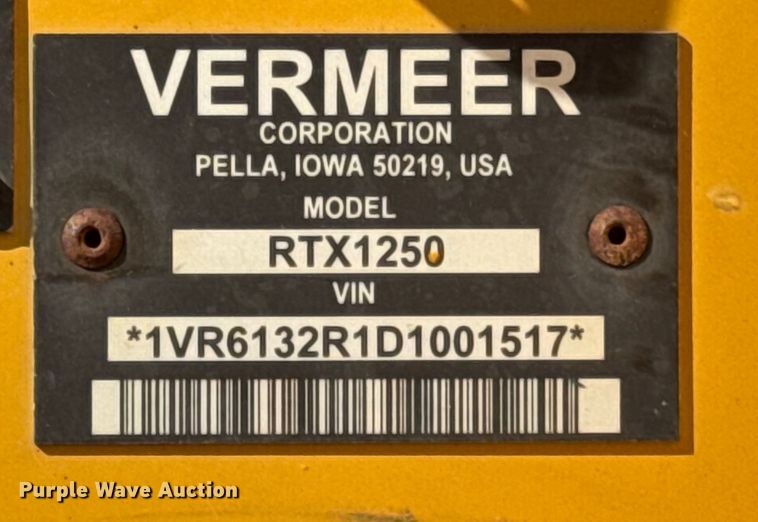 VERMEER
CORPORATION
PELLA, IOWA 50219, USA
MODEL
RTX1250
VIN
*1VR6132R1D1001517*
Purple Wave Auction